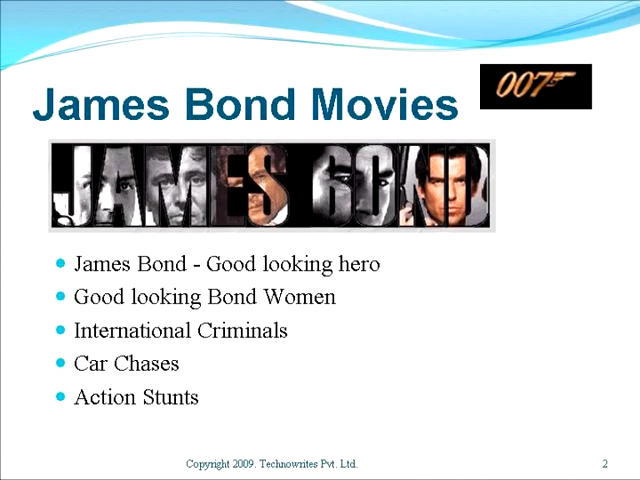 James Bond Movies
007
JAMES BOND
James Bond - Good looking hero
Good looking Bond Women
International Criminals
Car Chases
Action Stunts
Copyright 2009. Technowrites Pvt. Ltd.
2